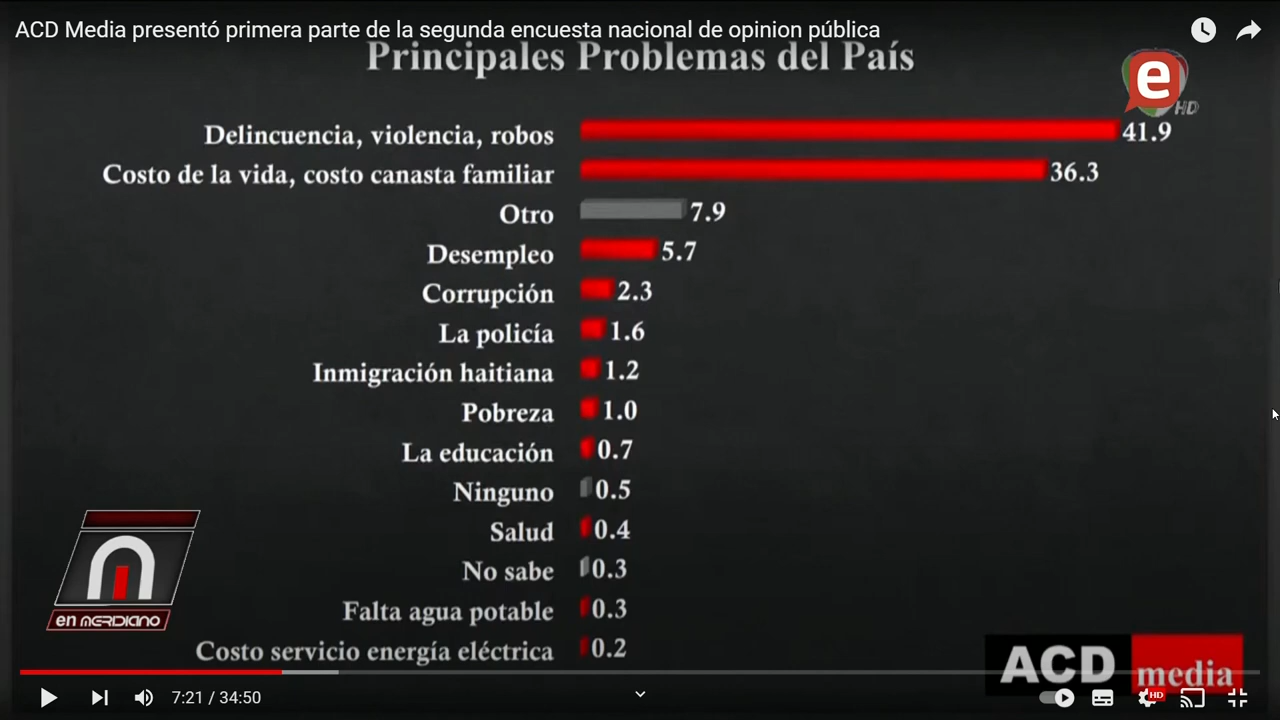 ACD Media presentó primera parte de la segunda encuesta nacional de opinion pública
Principales Problemas del País
e
HD
Delincuencia, violencia, robos 41.9
Costo de la vida, costo canasta familiar 36.3
Otro 7.9
Desempleo 5.7
Corrupción 2.3
La policía 1.6
Inmigración haitiana 1.2
Pobreza 1.0
La educación 0.7
Ninguno 0.5
Salud 0.4
No sabe 0.3
Falta agua potable 0.3
Costo servicio energía eléctrica 0.2
en MERIDIANO
ACD media
7:21 / 34:50
HD